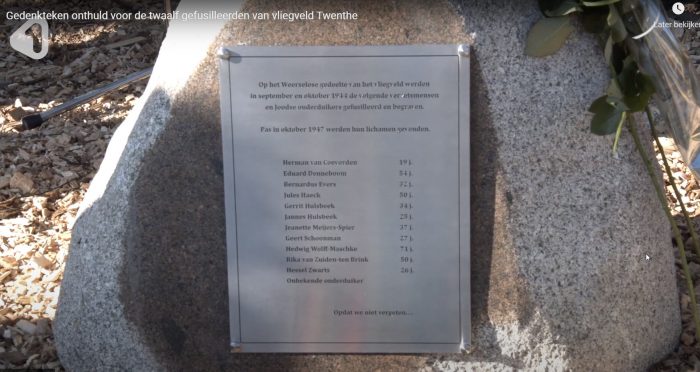 Gedenkteken onthuld voor de twaalf gefusilleerden van vliegveld Twenthe
Later bekijken
Op het Weerselose gedeelte van het vliegveld werden
in september en oktober 1944 de volgende verzetsmensen
en Joodse onderduikers gefusilleerd en begraven.
Pas in oktober 1947 werden hun lichamen gevonden.
Herman van Coevorden 19 j.
Eduard Denneboom 54 j.
Bernardus Evers 32 j.
Jules Haeck 50 j.
Gerrit Hulsbeek 34 j.
Jannes Hulsbeek 25 j.
Jeanette Meijers-Spier 37 j.
Geert Schoonman 27 j.
Hedwig Wolff-Maschke 71 j.
Rika van Zuiden-ten Brink 50 j.
Hessel Zwarts 26 j.
Onbekende onderduiker
Opdat we niet vergeten...